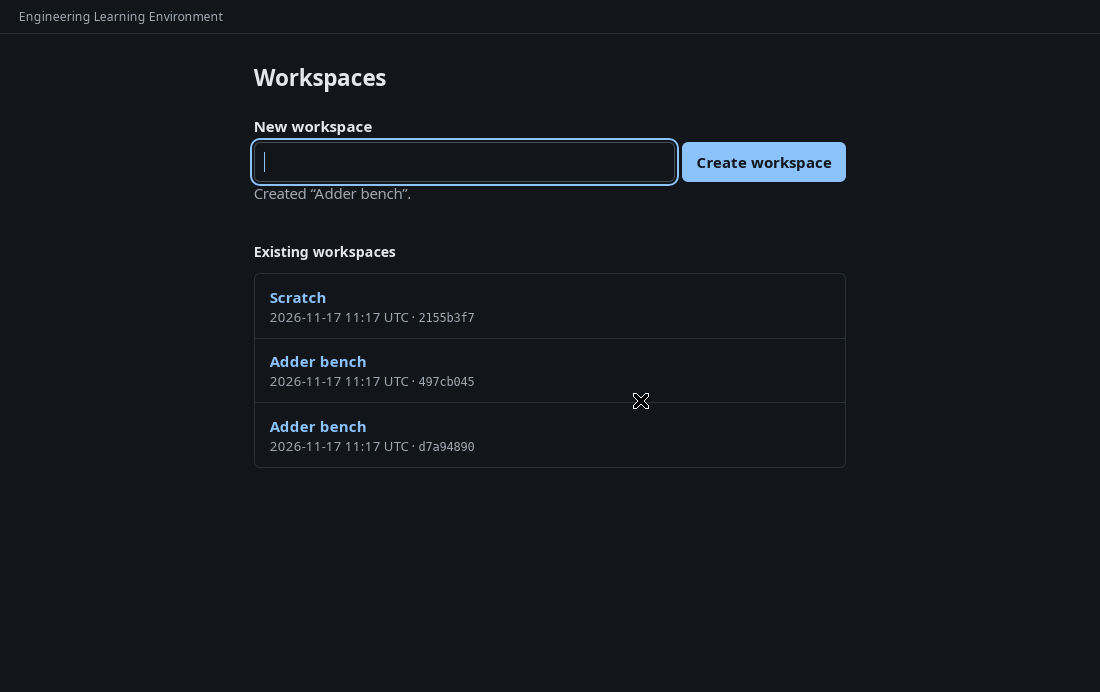 Engineering Learning Environment
Workspaces
New workspace
Create workspace
Created “Adder bench”.
Existing workspaces
Scratch
2026-11-17 11:17 UTC · 2155b3f7
Adder bench
2026-11-17 11:17 UTC · 497cb045
Adder bench
2026-11-17 11:17 UTC · d7a94890